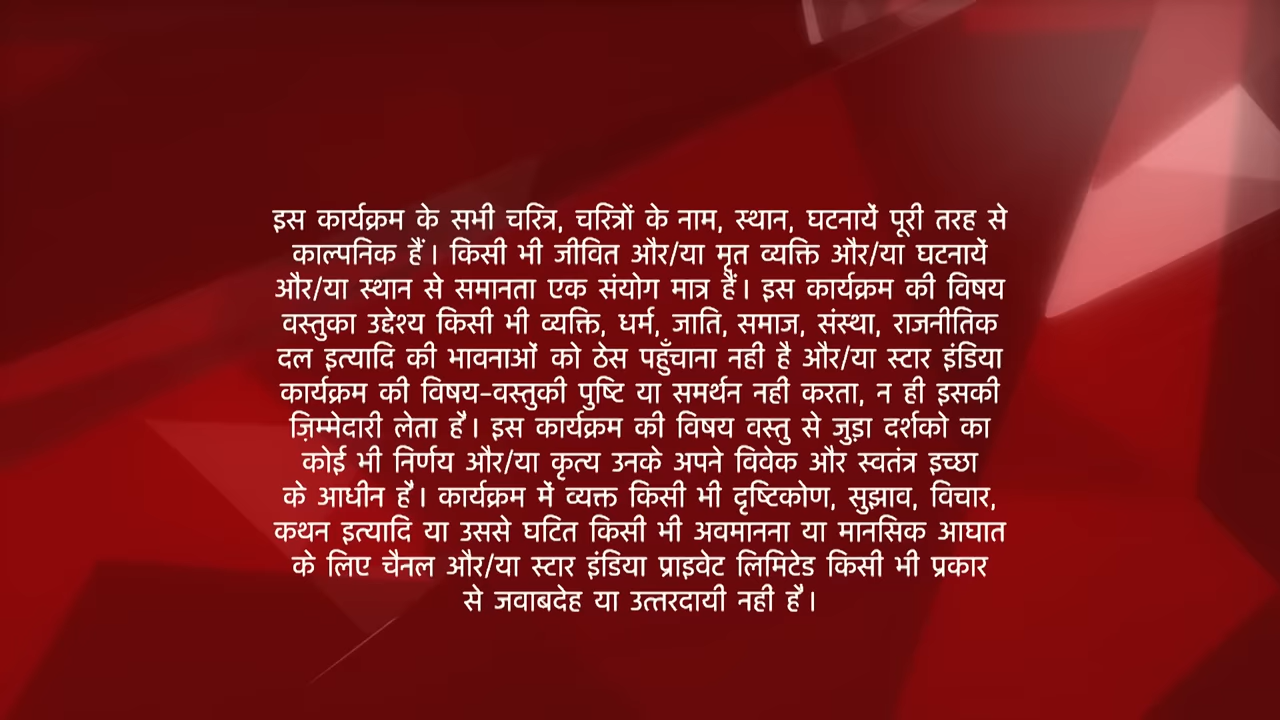 इस कार्यक्रम के सभी चरित्र, चरित्रों के नाम, स्थान, घटनायें पूरी तरह से
काल्पनिक हैं। किसी भी जीवित और/या मृत व्यक्ति और/या घटनायें
और/या स्थान से समानता एक संयोग मात्र हैं। इस कार्यक्रम की विषय
वस्तुका उद्देश्य किसी भी व्यक्ति, धर्म, जाति, समाज, संस्था, राजनीतिक
दल इत्यादि की भावनाओं को ठेस पहुँचाना नही है और/या स्टार इंडिया
कार्यक्रम की विषय-वस्तुकी पुष्टि या समर्थन नही करता, न ही इसकी
ज़िम्मेदारी लेता हैं। इस कार्यक्रम की विषय वस्तु से जुड़ा दर्शको का
कोई भी निर्णय और/या कृत्य उनके अपने विवेक और स्वतंत्र इच्छा
के आधीन हैं। कार्यक्रम में व्यक्त किसी भी दृष्टिकोण, सुझाव, विचार,
कथन इत्यादि या उससे घटित किसी भी अवमानना या मानसिक आघात
के लिए चैनल और/या स्टार इंडिया प्राइवेट लिमिटेड किसी भी प्रकार
से जवाबदेह या उत्तरदायी नही हैं।